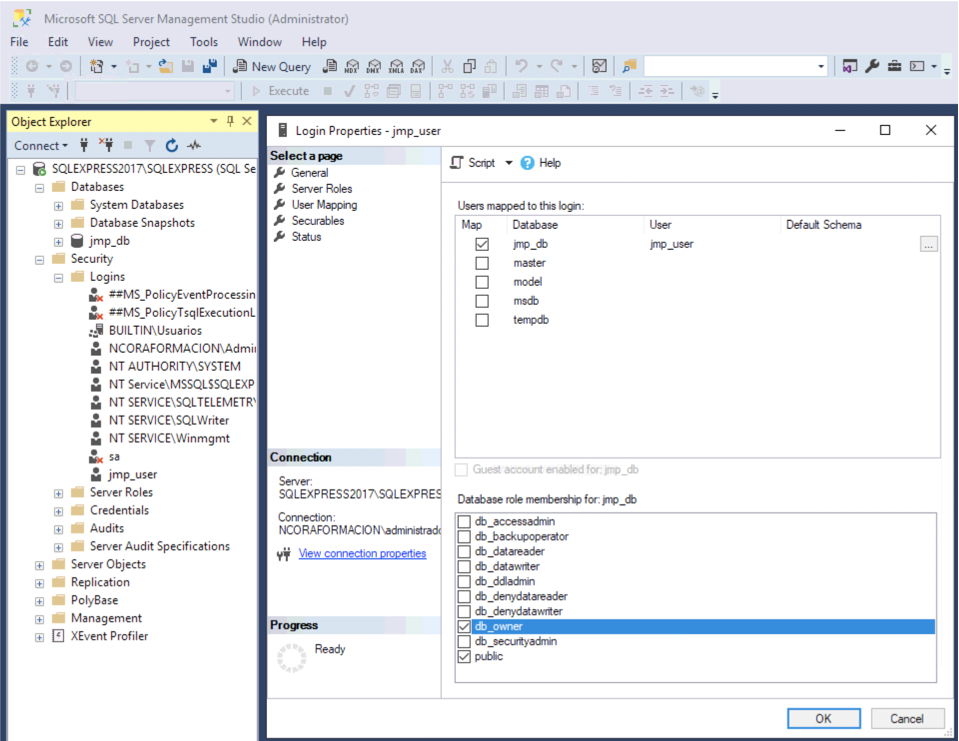 Microsoft SQL Server Management Studio (Administrator)
File Edit View Project Tools Window Help
New Query MDX DMX XMLA DAX
Execute
Object Explorer
Connect
SQLEXPRESS2017\SQLEXPRESS (SQL Se
Databases
System Databases
Database Snapshots
jmp_db
Security
Logins
##MS_PolicyEventProcessin
##MS_PolicyTsqlExecutionL
BUILTIN\Usuarios
NCORAFORMACION\Admi
NT AUTHORITY\SYSTEM
NT Service\MSSQL$SQLEXP
NT SERVICE\SQLTELEMETRY
NT SERVICE\SQLWriter
NT SERVICE\Winmgmt
sa
jmp_user
Server Roles
Credentials
Audits
Server Audit Specifications
Server Objects
Replication
PolyBase
Management
XEvent Profiler
Login Properties - jmp_user
Select a page
General
Server Roles
User Mapping
Securables
Status
Connection
Server:
SQLEXPRESS2017\SQLEXPRES
Connection:
NCORAFORMACION\administrado
View connection properties
Progress
Ready
Script Help
Users mapped to this login:
Map Database User Default Schema
jmp_db jmp_user ...
master
model
msdb
tempdb
Guest account enabled for: jmp_db
Database role membership for: jmp_db
db_accessadmin
db_backupoperator
db_datareader
db_datawriter
db_ddladmin
db_denydatareader
db_denydatawriter
db_owner
db_securityadmin
public
OK Cancel